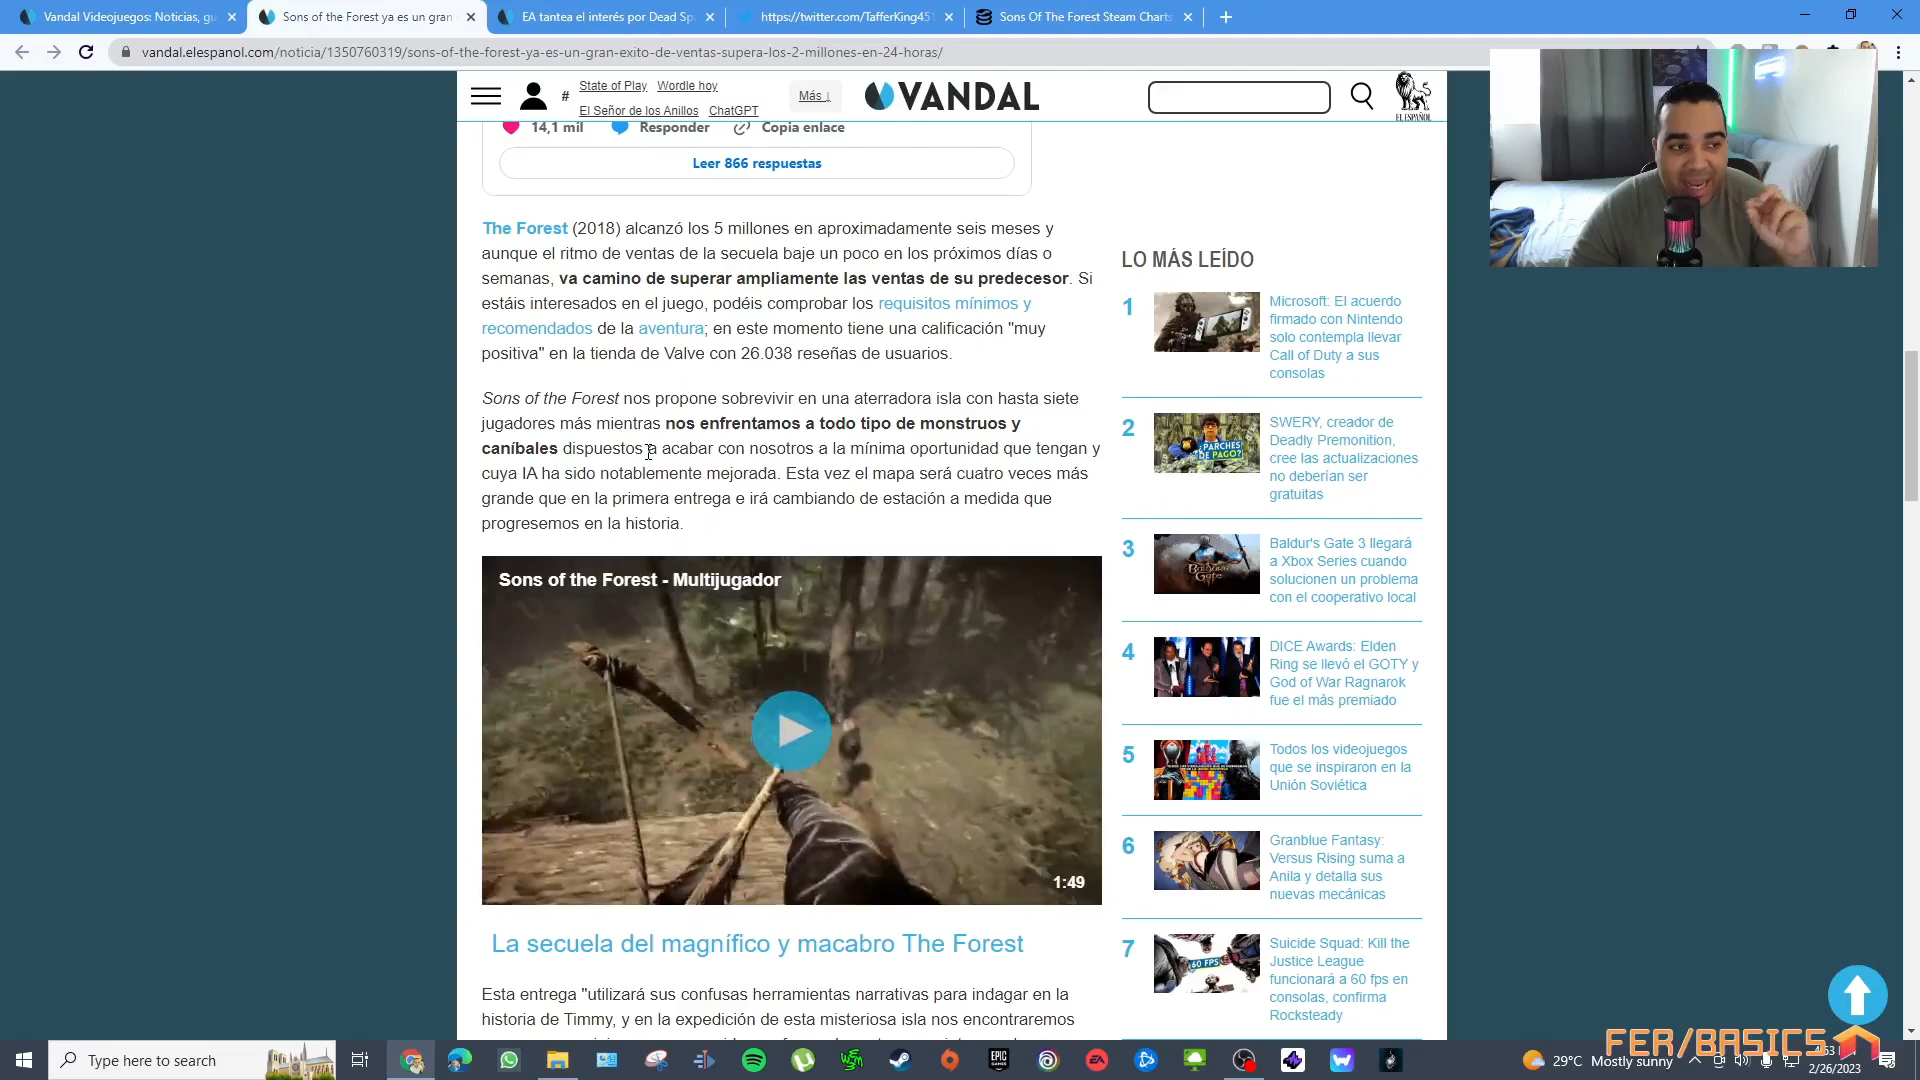 Vandal Videojuegos: Noticias, gu
Sons of the Forest ya es un gran
EA tantea el interés por Dead Sp
https://twitter.com/TafferKing451
Sons Of The Forest Steam Charts
vandal.elespanol.com/noticia/1350760319/sons-of-the-forest-ya-es-un-gran-exito-de-ventas-supera-los-2-millones-en-24-horas/
# State of Play Wordle hoy
El Señor de los Anillos ChatGPT
Más ↓
VANDAL
EL ESPAÑOL
14,1 mil Responder Copia enlace
Leer 866 respuestas
The Forest (2018) alcanzó los 5 millones en aproximadamente seis meses y
aunque el ritmo de ventas de la secuela baje un poco en los próximos días o
semanas, va camino de superar ampliamente las ventas de su predecesor. Si
estáis interesados en el juego, podéis comprobar los requisitos mínimos y
recomendados de la aventura; en este momento tiene una calificación "muy
positiva" en la tienda de Valve con 26.038 reseñas de usuarios.
Sons of the Forest nos propone sobrevivir en una aterradora isla con hasta siete
jugadores más mientras nos enfrentamos a todo tipo de monstruos y
caníbales dispuestos a acabar con nosotros a la mínima oportunidad que tengan y
cuya IA ha sido notablemente mejorada. Esta vez el mapa será cuatro veces más
grande que en la primera entrega e irá cambiando de estación a medida que
progresemos en la historia.
Sons of the Forest - Multijugador
1:49
La secuela del magnífico y macabro The Forest
Esta entrega "utilizará sus confusas herramientas narrativas para indagar en la
historia de Timmy, y en la expedición de esta misteriosa isla nos encontraremos
LO MÁS LEÍDO
1
Microsoft: El acuerdo
firmado con Nintendo
solo contempla llevar
Call of Duty a sus
consolas
2
¿PARCHES
DE PAGO?
SWERY, creador de
Deadly Premonition,
cree las actualizaciones
no deberían ser
gratuitas
3
Baldur's Gate 3 llegará
a Xbox Series cuando
solucionen un problema
con el cooperativo local
4
DICE Awards: Elden
Ring se llevó el GOTY y
God of War Ragnarok
fue el más premiado
5
Todos los videojuegos
que se inspiraron en la
Unión Soviética
6
Granblue Fantasy:
Versus Rising suma a
Anila y detalla sus
nuevas mecánicas
7
60 FPS
Suicide Squad: Kill the
Justice League
funcionará a 60 fps en
consolas, confirma
Rocksteady
FER/BASICS
Type here to search
EPIC
GAMES
EA
29°C Mostly sunny
2/26/2023